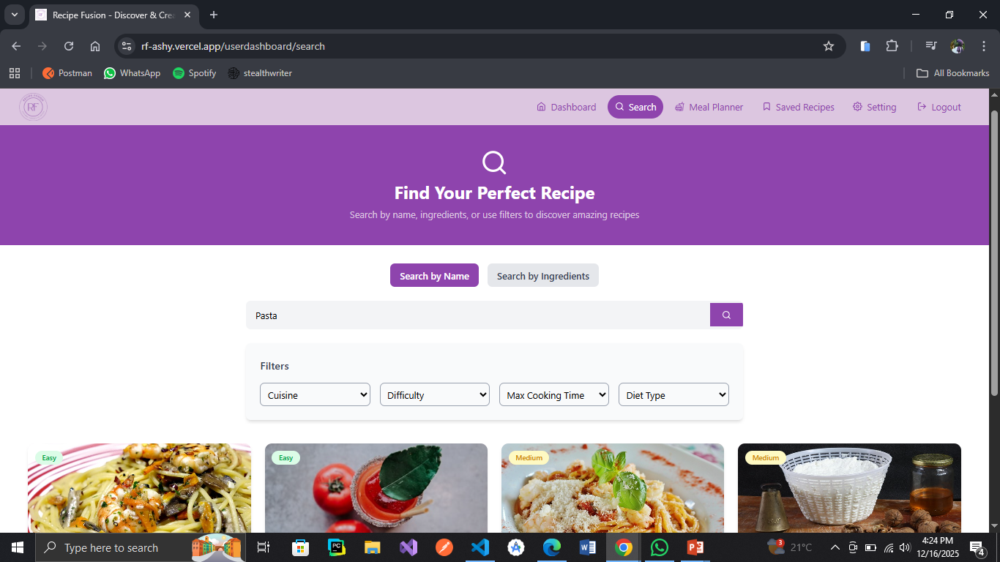 Recipe Fusion - Discover & Crea
rf-ashy.vercel.app/userdashboard/search
Postman WhatsApp Spotify stealthwriter All Bookmarks
RF Dashboard Search Meal Planner Saved Recipes Setting Logout
Find Your Perfect Recipe
Search by name, ingredients, or use filters to discover amazing recipes
Search by Name Search by Ingredients
Pasta
Filters
Cuisine Difficulty Max Cooking Time Diet Type
Easy Easy Medium Medium
Type here to search
PC
3 21°C
4:24 PM
12/16/2025
4